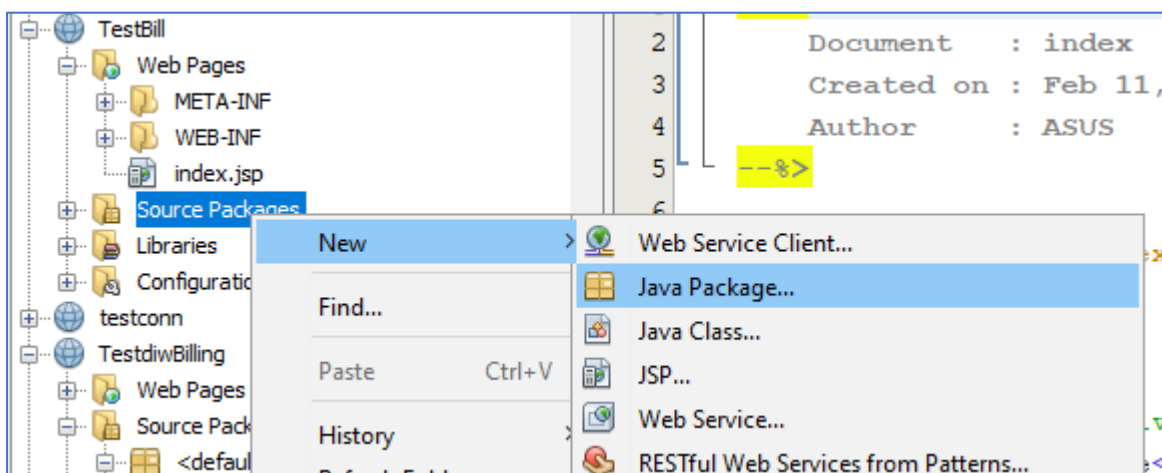 TestBill
Web Pages
META-INF
WEB-INF
index.jsp
Source Packages
Libraries
testconn
TestdiwBilling
Web Pages
Source
New
Find...
Paste Ctrl+V
History
Web Service Client...
Java Package...
Java Class...
JSP...
Web Service...
RESTful Web Services from Patterns...
2 Document : index
3 Created on : Feb 11,
4 Author : ASUS
5 --%>
6